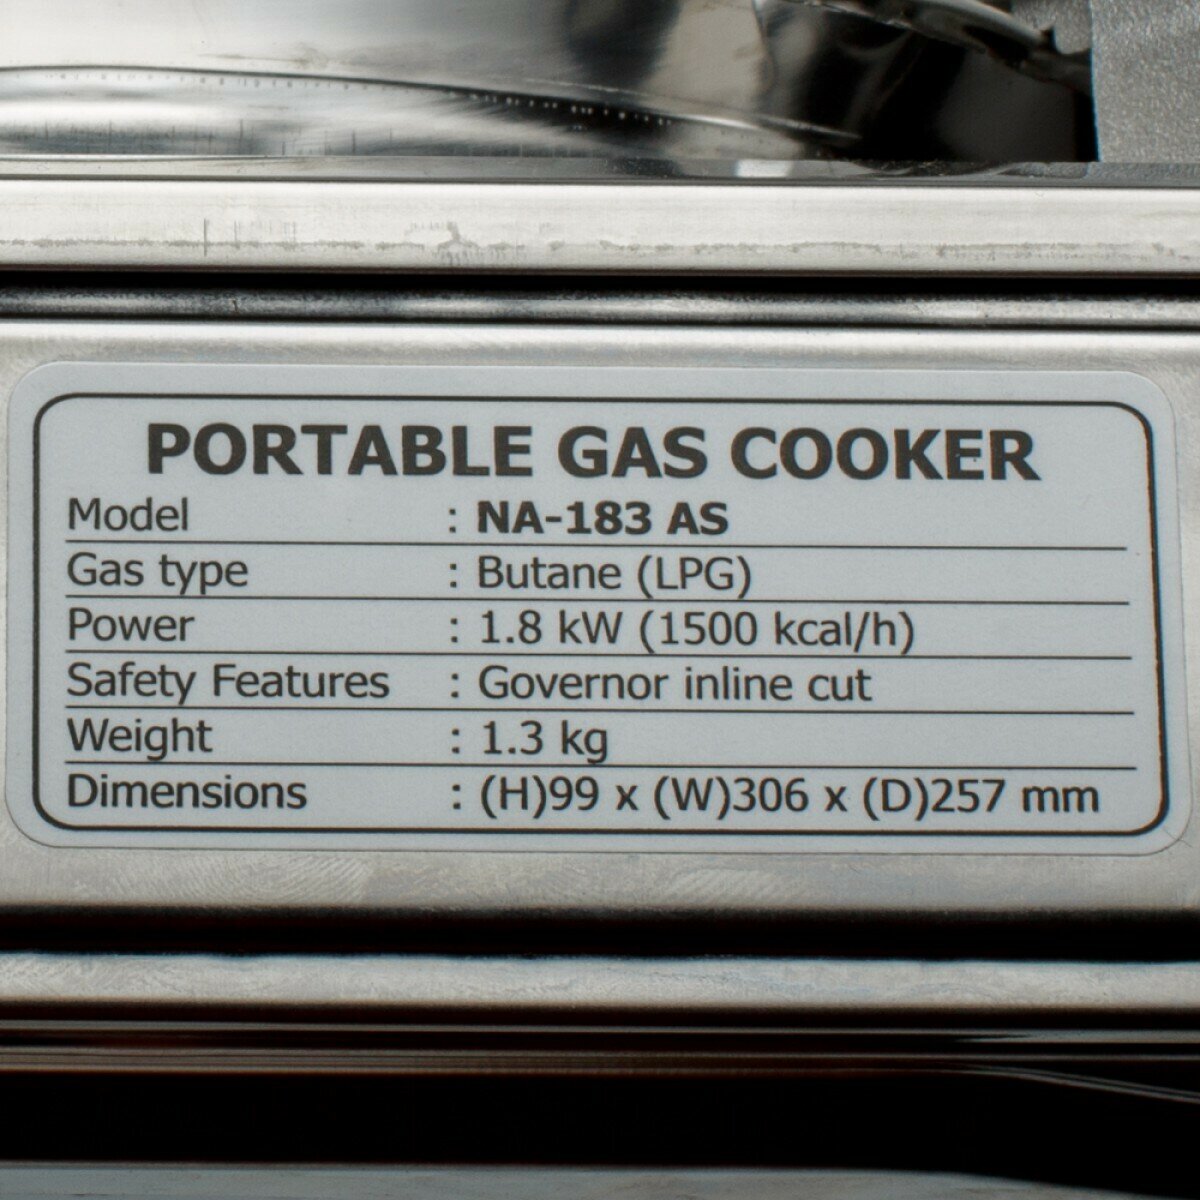 PORTABLE GAS COOKER
Model : NA-183 AS
Gas type : Butane (LPG)
Power : 1.8 kW (1500 kcal/h)
Safety Features : Governor inline cut
Weight : 1.3 kg
Dimensions : (H)99 x (W)306 x (D)257 mm